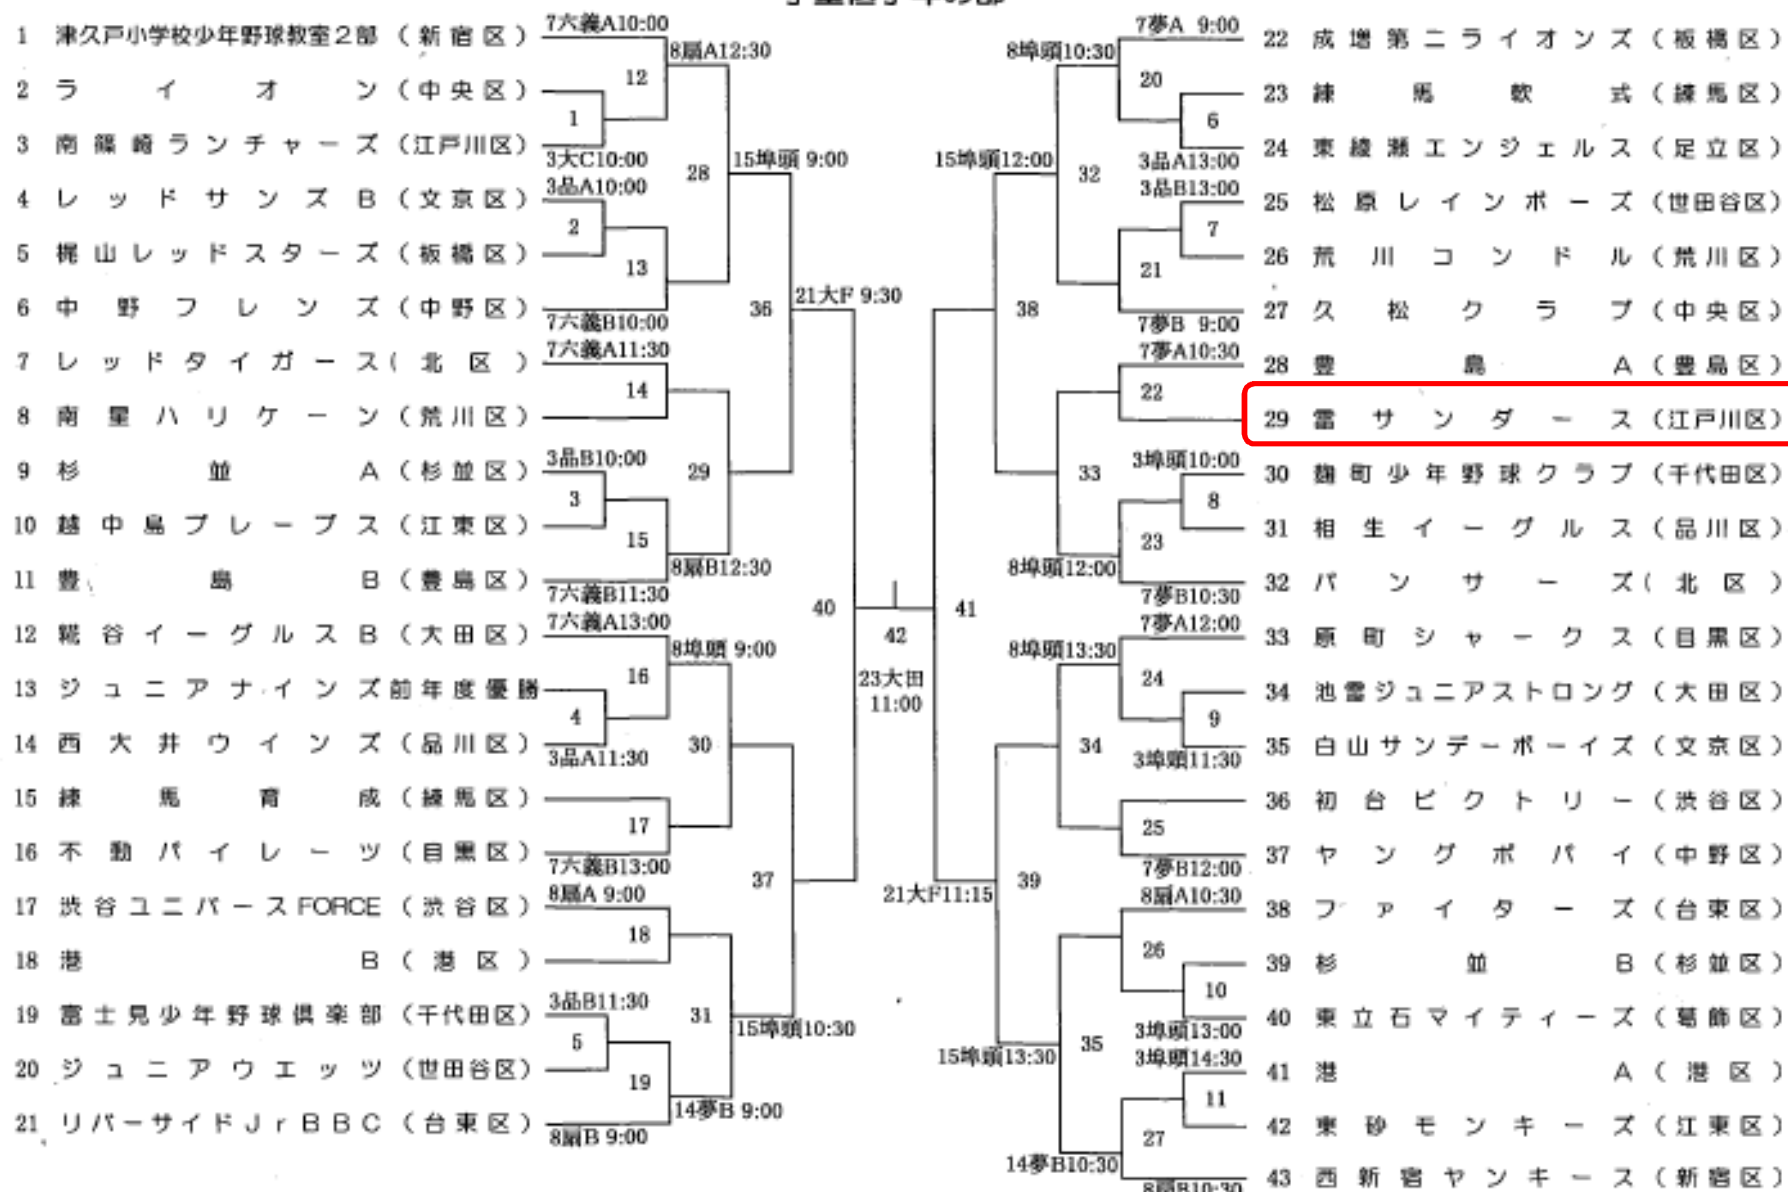 1 津久戸小学校少年野球教室2部 (新宿区)
2 ライオン (中央区)
3 南篠崎ランチャーズ (江戸川区)
4 レッドサンズB (文京区)
5 梶山レッドスターズ (板橋区)
6 中野フレンズ (中野区)
7 レッドタイガース (北区)
8 南星ハリケーン (荒川区)
9 杉並A (杉並区)
10 越中島ブレーブス (江東区)
11 豊島B (豊島区)
12 糀谷イーグルスB (大田区)
13 ジュニアナインズ前年度優勝
14 西大井ウインズ (品川区)
15 練馬育成 (練馬区)
16 不動パイレーツ (目黒区)
17 渋谷ユニバースFORCE (渋谷区)
18 港B (港区)
19 富士見少年野球倶楽部 (千代田区)
20 ジュニアウエッツ (世田谷区)
21 リバーサイドJrBBC (台東区)
7六義A10:00
12
1
3大C10:00
3品A10:00
2
13
7六義B10:00
7六義A11:30
14
3品B10:00
3
15
7六義B11:30
7六義A13:00
16
4
3品A11:30
17
7六義B13:00
8扇A 9:00
18
3品B11:30
5
19
8扇B 9:00
8扇A12:30
28
29
8扇B12:30
8埠頭 9:00
30
31
14夢B 9:00
15埠頭 9:00
36
37
15埠頭10:30
21大F 9:30
40
42
23大田
11:00
41
21大F11:15
15埠頭12:00
38
39
15埠頭13:30
8埠頭10:30
32
33
8埠頭12:00
8埠頭13:30
34
35
14夢B10:30
7夢A 9:00
20
6
3品A13:00
3品B13:00
7
21
7夢B 9:00
7夢A10:30
22
3埠頭10:00
8
23
7夢B10:30
7夢A12:00
24
9
3埠頭11:30
25
7夢B12:00
8扇A10:30
26
10
3埠頭13:00
3埠頭14:30
11
27
8扇B10:30
22 成増第二ライオンズ (板橋区)
23 練馬軟式 (練馬区)
24 東綾瀬エンジェルス (足立区)
25 松原レインボーズ (世田谷区)
26 荒川コンドル (荒川区)
27 久松クラブ (中央区)
28 豊島A (豊島区)
29 雷サンダース (江戸川区)
30 麹町少年野球クラブ (千代田区)
31 相生イーグルス (品川区)
32 パンサーズ (北区)
33 原町シャークス (目黒区)
34 池雪ジュニアストロング (大田区)
35 白山サンデーボーイズ (文京区)
36 初台ビクトリー (渋谷区)
37 ヤングポパイ (中野区)
38 ファイターズ (台東区)
39 杉並B (杉並区)
40 東立石マイティーズ (葛飾区)
41 港A (港区)
42 東砂モンキーズ (江東区)
43 西新宿ヤンキース (新宿区)